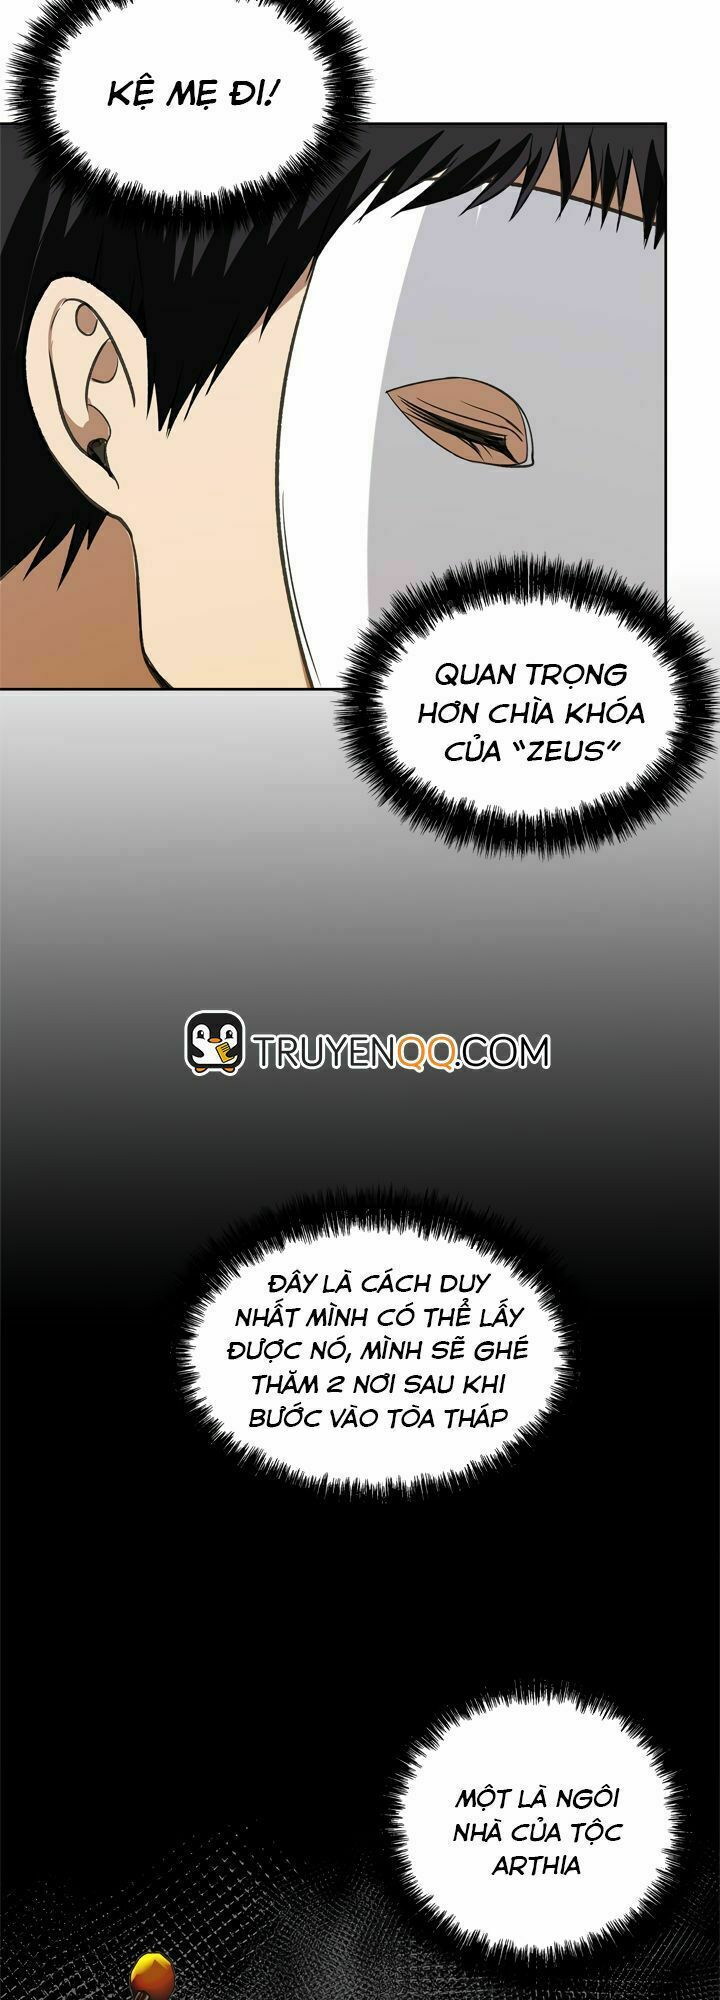 KỆ MẸ ĐI!
QUAN TRỌNG
HƠN CHÌA KHÓA
CỦA “ZEUS”
TRUYENQQ.COM
ĐÂY LÀ CÁCH DUY
NHẤT MÌNH CÓ THỂ LẤY
ĐƯỢC NÓ, MÌNH SẼ GHÉ
THĂM 2 NƠI SAU KHI
BƯỚC VÀO TÒA THÁP
MỘT LÀ NGÔI
NHÀ CỦA TỘC
ARTHIA